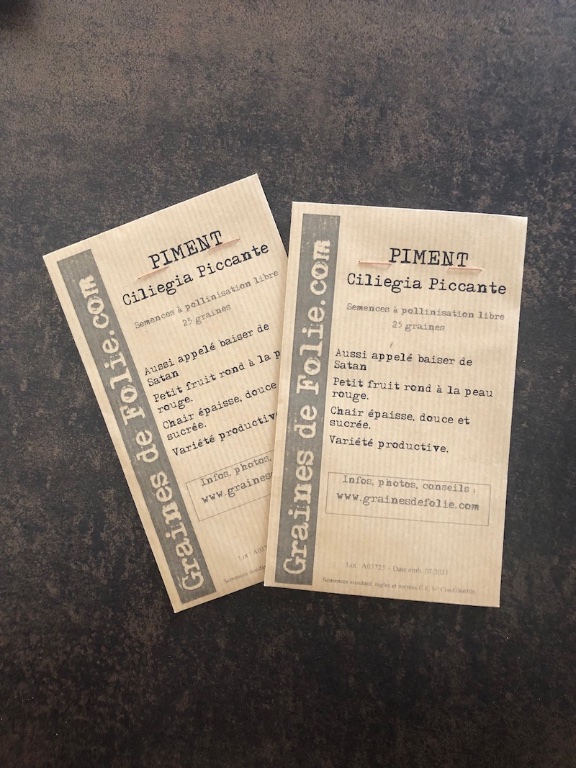 Graines de Folie.com
PIMENT
Ciliegia Piccante
Semences à pollinisation libre
25 graines
Aussi appelé baiser de
Satan
Petit fruit rond à la p
rouge.
Chair épaisse, douce
sucrée.
Variété productive
Infos, photos,
www.grainesd
Graines de Folie.com
PIMENT
Ciliegia Piccante
Semences à pollinisation libre
25 graines
Aussi appelé baiser de
Satan
Petit fruit rond à la peau
rouge.
Chair épaisse, douce et
sucrée.
Variété productive.
Infos, photos, conseils :
www.grainesdefolie.com